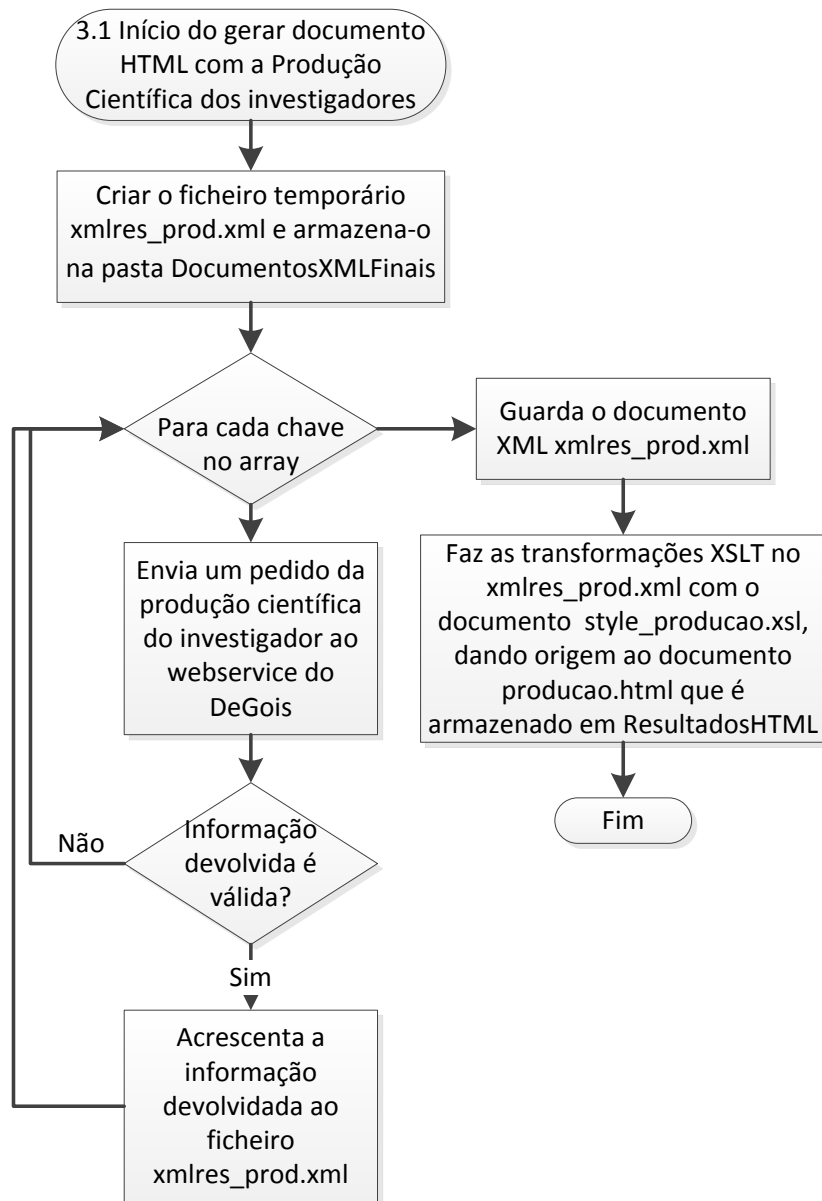 3.1 Início do gerar documento
HTML com a Produção
Científica dos investigadores
Criar o ficheiro temporário
xmlres_prod.xml e armazena-o
na pasta DocumentosXMLFinais
Para cada chave
no array
Guarda o documento
XML xmlres_prod.xml
Envia um pedido da
produção científica
do investigador ao
webservice do
DeGois
Faz as transformações XSLT no
xmlres_prod.xml com o
documento style_producao.xsl,
dando origem ao documento
producao.html que é
armazenado em ResultadosHTML
Fim
Informação
devolvida é
válida?
Não
Sim
Acrescenta a
informação
devolvidada ao
ficheiro
xmlres_prod.xml